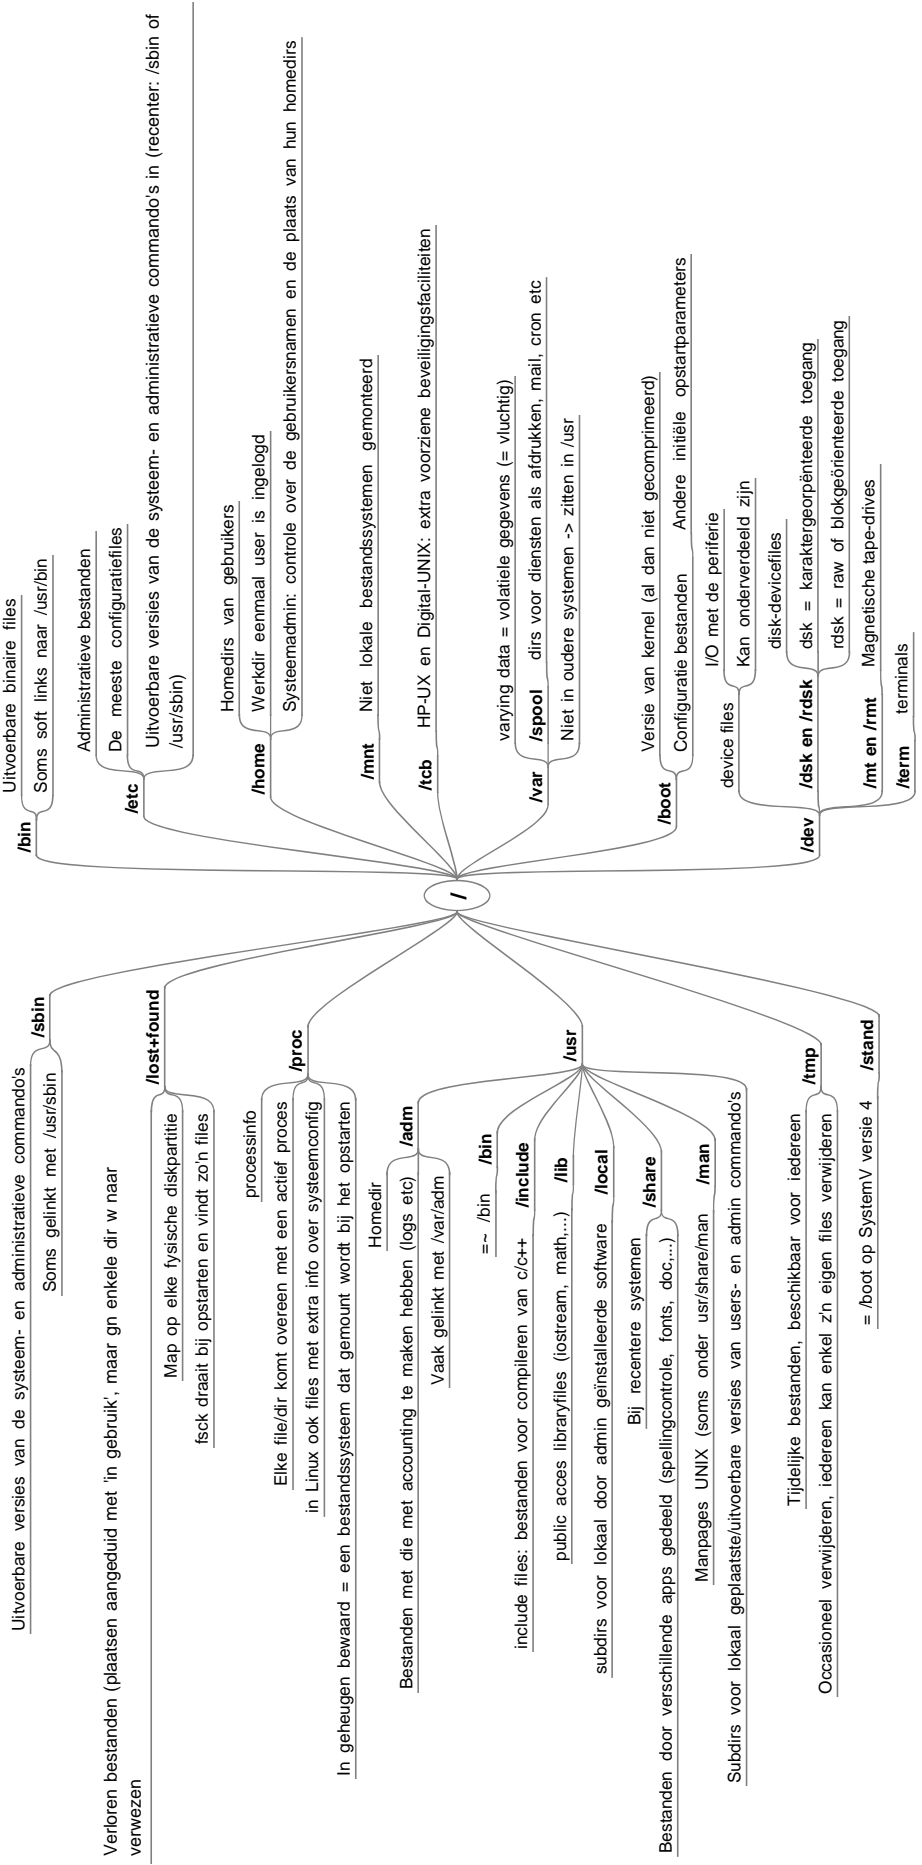 /
/bin
Uitvoerbare binaire files
Soms soft links naar /usr/bin
/etc
Administratieve bestanden
De meeste configuratiefiles
Uitvoerbare versies van de systeem- en administratieve commando's in (recenter: /sbin of
/usr/sbin)
/home
Homedirs van gebruikers
Werkdir eenmaal user is ingelogd
Systeemadmin: controle over de gebruikersnamen en de plaats van hun homedirs
/mnt
Niet lokale bestandssystemen gemonteerd
/tcb
HP-UX en Digital-UNIX: extra voorziene beveiligingsfaciliteiten
/var
varying data = volatiele gegevens (= vluchtig)
/spool
dirs voor diensten als afdrukken, mail, cron etc
Niet in oudere systemen -> zitten in /usr
/boot
Versie van kernel (al dan niet gecomprimeerd)
Configuratie bestanden
Andere initiële opstartparameters
/dev
device files
I/O met de periferie
Kan onderverdeeld zijn
/dsk en /rdsk
disk-devicefiles
dsk = karaktergeorpënteerde toegang
rdsk = raw of blokgeörienteerde toegang
/mt en /rmt
Magnetische tape-drives
/term
terminals
/sbin
Uitvoerbare versies van de systeem- en administratieve commando's
Soms gelinkt met /usr/sbin
/lost+found
Verloren bestanden (plaatsen aangeduid met 'in gebruik', maar gn enkele dir w naar
verwezen
Map op elke fysische diskpartitie
fsck draait bij opstarten en vindt zo'n files
/proc
processinfo
Elke file/dir komt overeen met een actief proces
in Linux ook files met extra info over systeemconfig
In geheugen bewaard = een bestandssysteem dat gemount wordt bij het opstarten
/usr
/adm
Homedir
Bestanden met die met accounting te maken hebben (logs etc)
Vaak gelinkt met /var/adm
/bin
=~ /bin
/include
include files: bestanden voor compileren van c/c++
/lib
public acces libraryfiles (iostream, math,...)
/local
subdirs voor lokaal door admin geïnstalleerde software
/share
Bij recentere systemen
Bestanden door verschillende apps gedeeld (spellingcontrole, fonts, doc,...)
/man
Manpages UNIX (soms onder usr/share/man
Subdirs voor lokaal geplaatste/uitvoerbare versies van users- en admin commando's
/tmp
Tijdelijke bestanden, beschikbaar voor iedereen
Occasioneel verwijderen, iedereen kan enkel z'n eigen files verwijderen
/stand
= /boot op SystemV versie 4